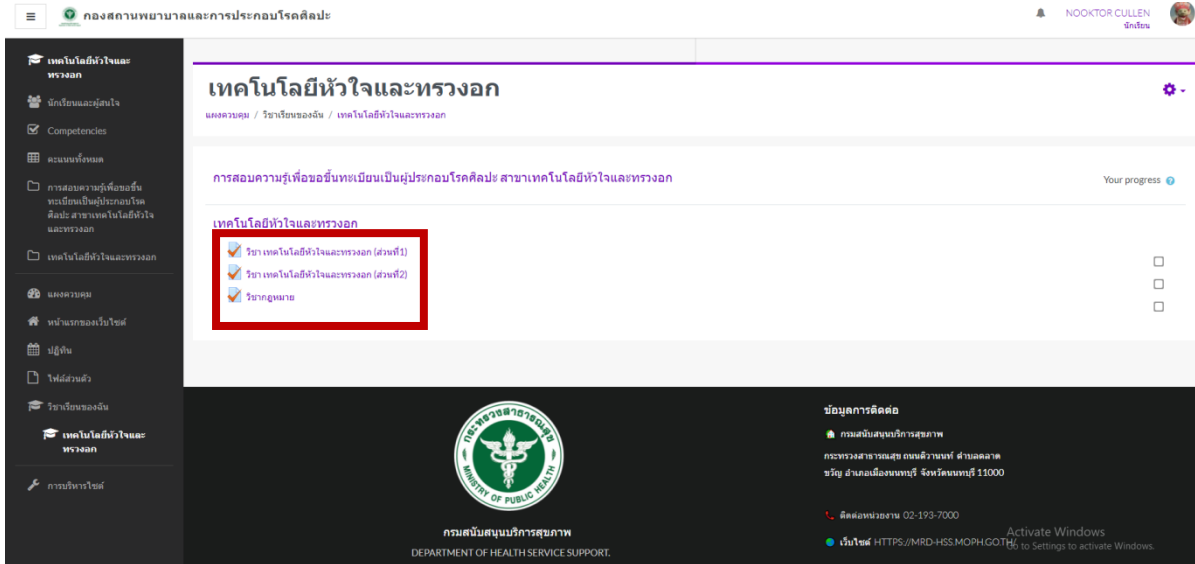 กองสถานพยาบาลและการประกอบโรคศิลปะ
NOOKTOR CULLEN
นักเรียน
เทคโนโลยีหัวใจและ
ทรวงอก
นักเรียนและผู้สนใจ
Competencies
คะแนนทั้งหมด
การสอบความรู้เพื่อขอขึ้น
ทะเบียนเป็นผู้ประกอบโรค
ศิลปะ สาขาเทคโนโลยีหัวใจ
และทรวงอก
เทคโนโลยีหัวใจและทรวงอก
แผงควบคุม
หน้าแรกของเว็บไซต์
ปฏิทิน
ไฟล์ส่วนตัว
วิชาเรียนของฉัน
เทคโนโลยีหัวใจและ
ทรวงอก
การบริหารไซต์
เทคโนโลยีหัวใจและทรวงอก
แผงควบคุม / วิชาเรียนของฉัน / เทคโนโลยีหัวใจและทรวงอก
การสอบความรู้เพื่อขอขึ้นทะเบียนเป็นผู้ประกอบโรคศิลปะ สาขาเทคโนโลยีหัวใจและทรวงอก
Your progress
เทคโนโลยีหัวใจและทรวงอก
วิชา เทคโนโลยีหัวใจและทรวงอก (ส่วนที่1)
วิชา เทคโนโลยีหัวใจและทรวงอก (ส่วนที่2)
วิชากฎหมาย
กระทรวงสาธารณสุข
MINISTRY OF PUBLIC HEALTH
กรมสนับสนุนบริการสุขภาพ
DEPARTMENT OF HEALTH SERVICE SUPPORT.
ข้อมูลการติดต่อ
กรมสนับสนุนบริการสุขภาพ
กระทรวงสาธารณสุข ถนนติวานนท์ ตำบลตลาด
ขวัญ อำเภอเมืองนนทบุรี จังหวัดนนทบุรี 11000
ติดต่อหน่วยงาน 02-193-7000
เว็บไซต์ HTTPS://MRD-HSS.MOPH.GO.TH/
Activate Windows
Go to Settings to activate Windows.